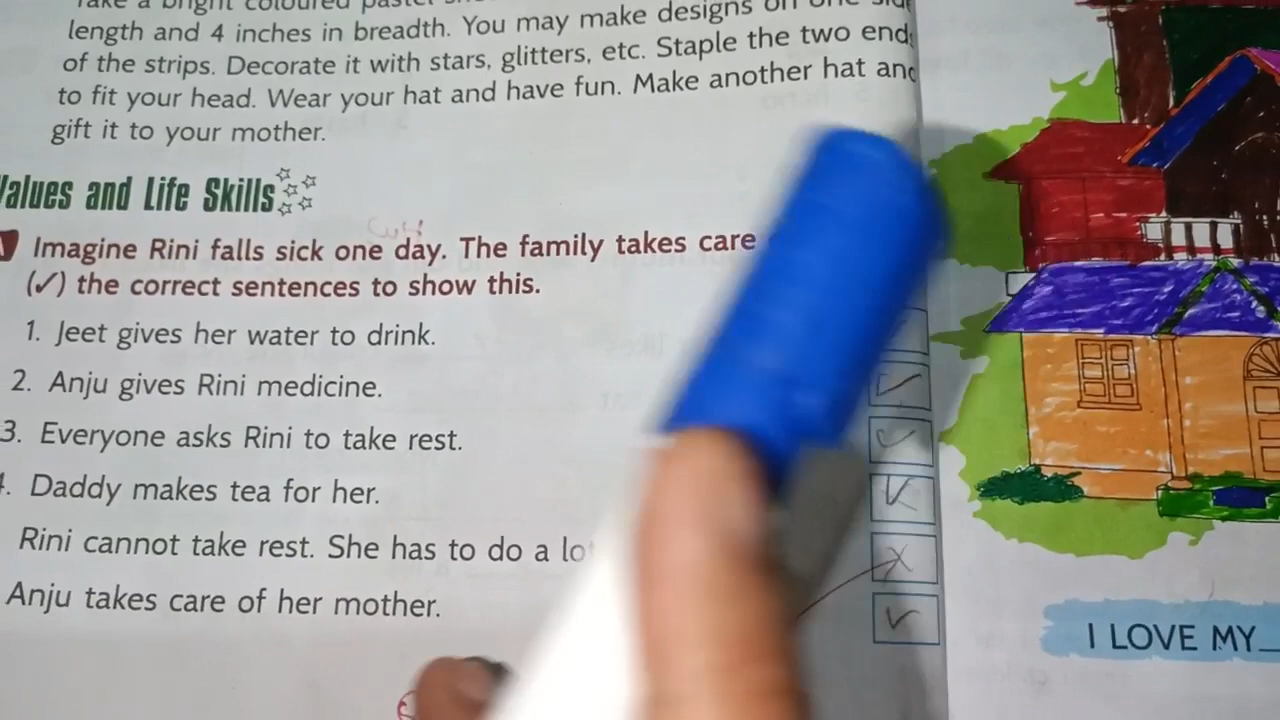 length and 4 inches in breadth. You may make designs on one
of the strips. Decorate it with stars, glitters, etc. Staple the two end
to fit your head. Wear your hat and have fun. Make another hat and
gift it to your mother.
Values and Life Skills
Imagine Rini falls sick one day. The family takes care
(✓) the correct sentences to show this.
1. Jeet gives her water to drink.
2. Anju gives Rini medicine. ✓
3. Everyone asks Rini to take rest. ✓
4. Daddy makes tea for her. ✓
Rini cannot take rest. She has to do a ✗
Anju takes care of her mother. ✓
I LOVE MY